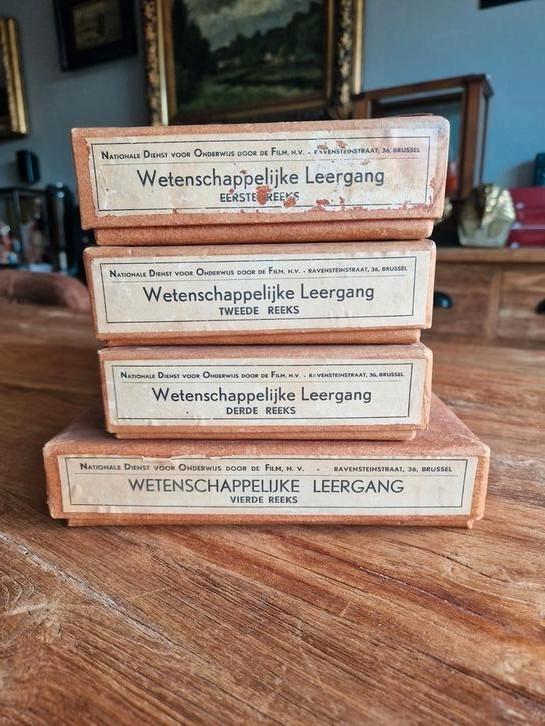 Nationale Dienst voor Onderwijs door de Film, N.V. - Ravensteinstraat, 36, Brussel
Wetenschappelijke Leergang
EERSTE REEKS
Nationale Dienst voor Onderwijs door de Film, N.V. - Ravensteinstraat, 36, Brussel
Wetenschappelijke Leergang
TWEEDE REEKS
Nationale Dienst voor Onderwijs door de Film, N.V. - Ravensteinstraat, 36, Brussel
Wetenschappelijke Leergang
DERDE REEKS
Nationale Dienst voor Onderwijs door de Film, N. V. - Ravensteinstraat, 36, Brussel
WETENSCHAPPELIJKE LEERGANG
VIERDE REEKS